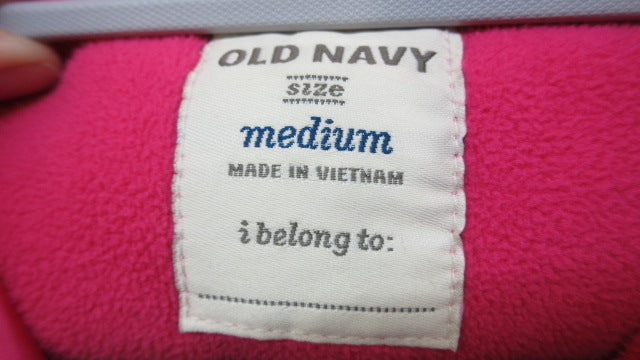 OLD NAVY
size
medium
MADE IN VIETNAM
i belong to: